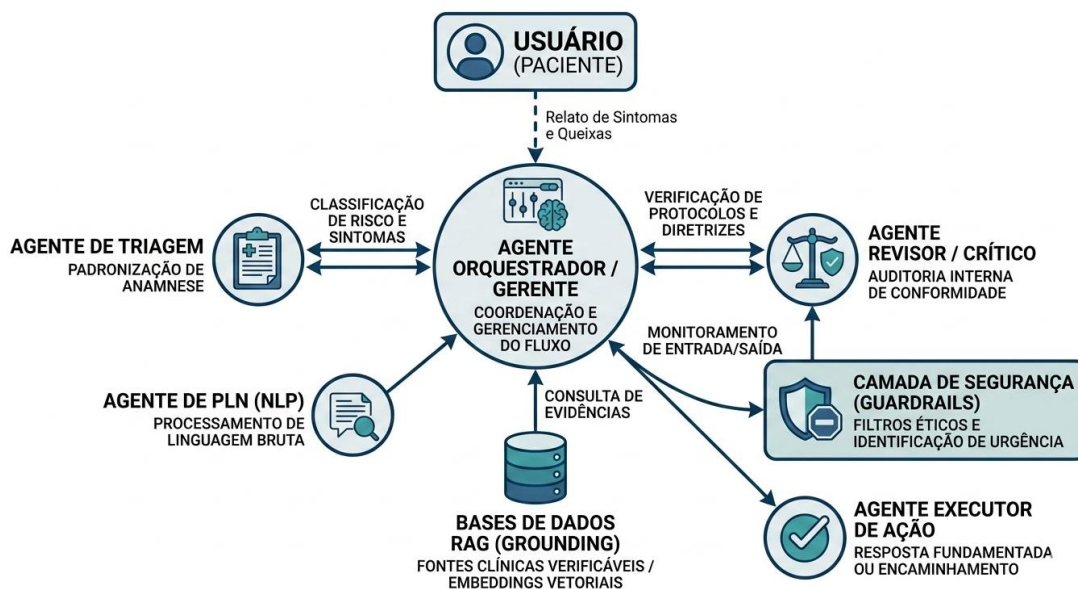 USUÁRIO
(PACIENTE)
Relato de Sintomas
e Queixas
CLASSIFICAÇÃO
DE RISCO E
SINTOMAS
VERIFICAÇÃO DE
PROTOCOLOS E
DIRETRIZES
AGENTE DE TRIAGEM
PADRONIZAÇÃO DE
ANAMNESE
AGENTE
ORQUESTRADOR /
GERENTE
COORDENAÇÃO E
GERENCIAMENTO
DO FLUXO
AGENTE
REVISOR / CRÍTICO
AUDITORIA INTERNA
DE CONFORMIDADE
MONITORAMENTO
DE ENTRADA/SAÍDA
AGENTE DE PLN (NLP)
PROCESSAMENTO DE
LINGUAGEM BRUTA
CONSULTA DE
EVIDÊNCIAS
CAMADA DE SEGURANÇA
(GUARDRAILS)
FILTROS ÉTICOS E
IDENTIFICAÇÃO DE URGÊNCIA
BASES DE DADOS
RAG (GROUNDING)
FONTES CLÍNICAS VERIFICÁVEIS /
EMBEDDINGS VETORIAIS
AGENTE EXECUTOR
DE AÇÃO
RESPOSTA FUNDAMENTADA
OU ENCAMINHAMENTO